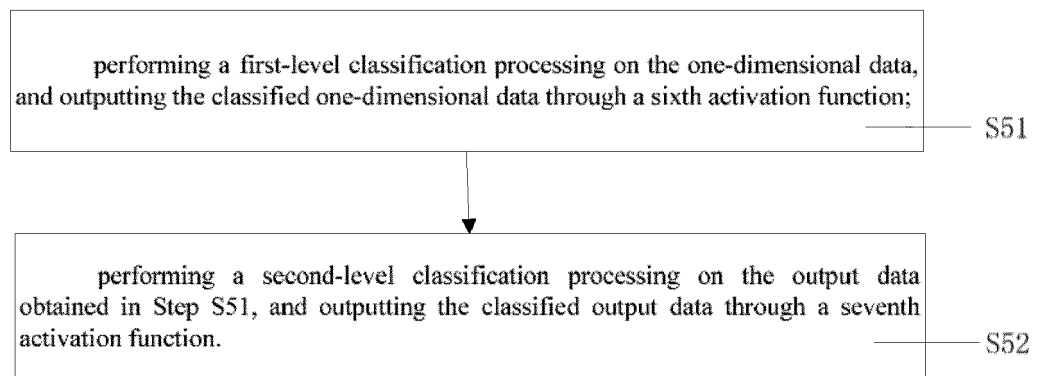 performing a first-level classification processing on the one-dimensional data,
and outputting the classified one-dimensional data through a sixth activation function;
S51
performing a second-level classification processing on the output data
obtained in Step S51, and outputting the classified output data through a seventh
activation function.
S52